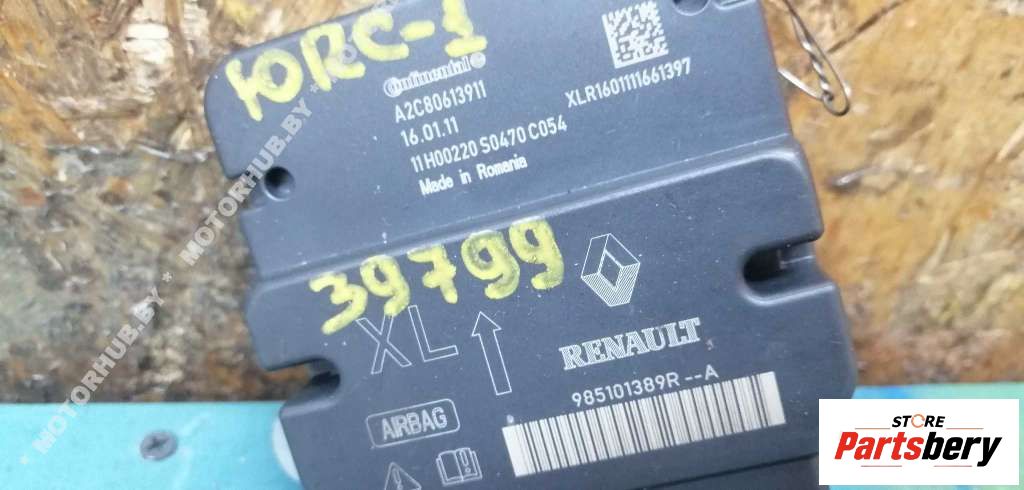 ЮRC-1
Continental
A2C80613911
16.01.11
11H00220 S0470 C054
Made in Romania
XLR1601111661397
39799
XL
RENAULT
985101389R--A
AIRBAG
* MOTORHUB.BY * MOTORHUB.BY *
STORE
Partsbery